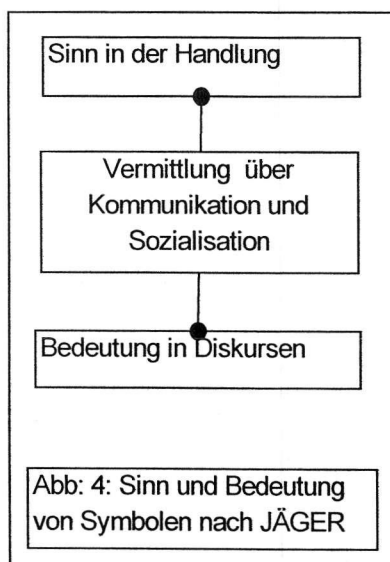 Sinn in der Handlung
Vermittlung über
Kommunikation und
Sozialisation
Bedeutung in Diskursen
Abb: 4: Sinn und Bedeutung
von Symbolen nach JÄGER